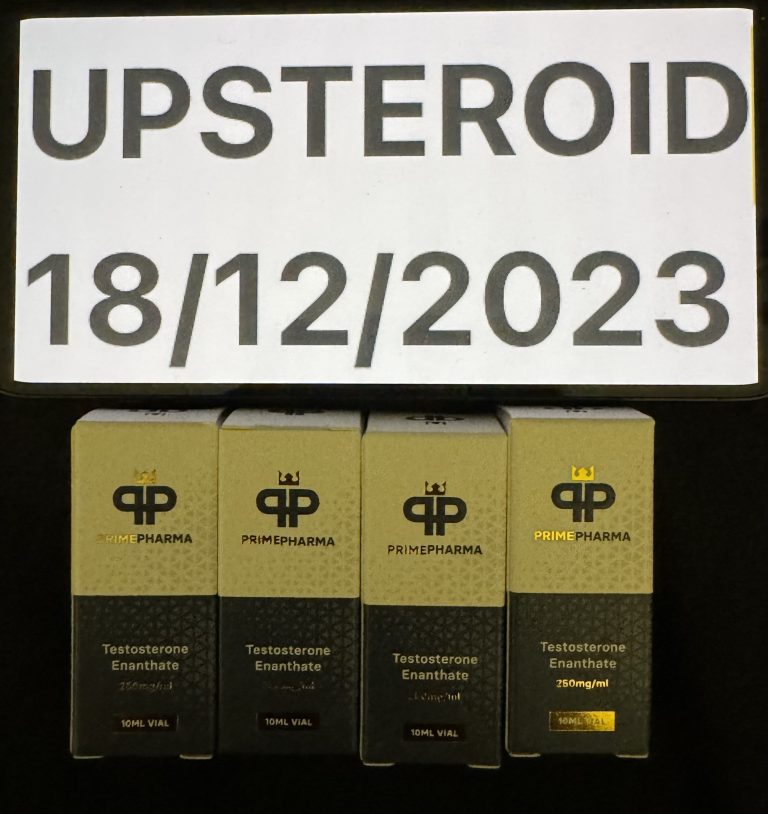 UPSTEROID
18/12/2023
PRIMEPHARMA
Testosterone
Enanthate
250mg/ml
10ML VIAL
PRIMEPHARMA
Testosterone
Enanthate
10ML VIAL
PRIMEPHARMA
Testosterone
Enanthate
10ML VIAL
PRIMEPHARMA
Testosterone
Enanthate
250mg/ml
10ML VIAL